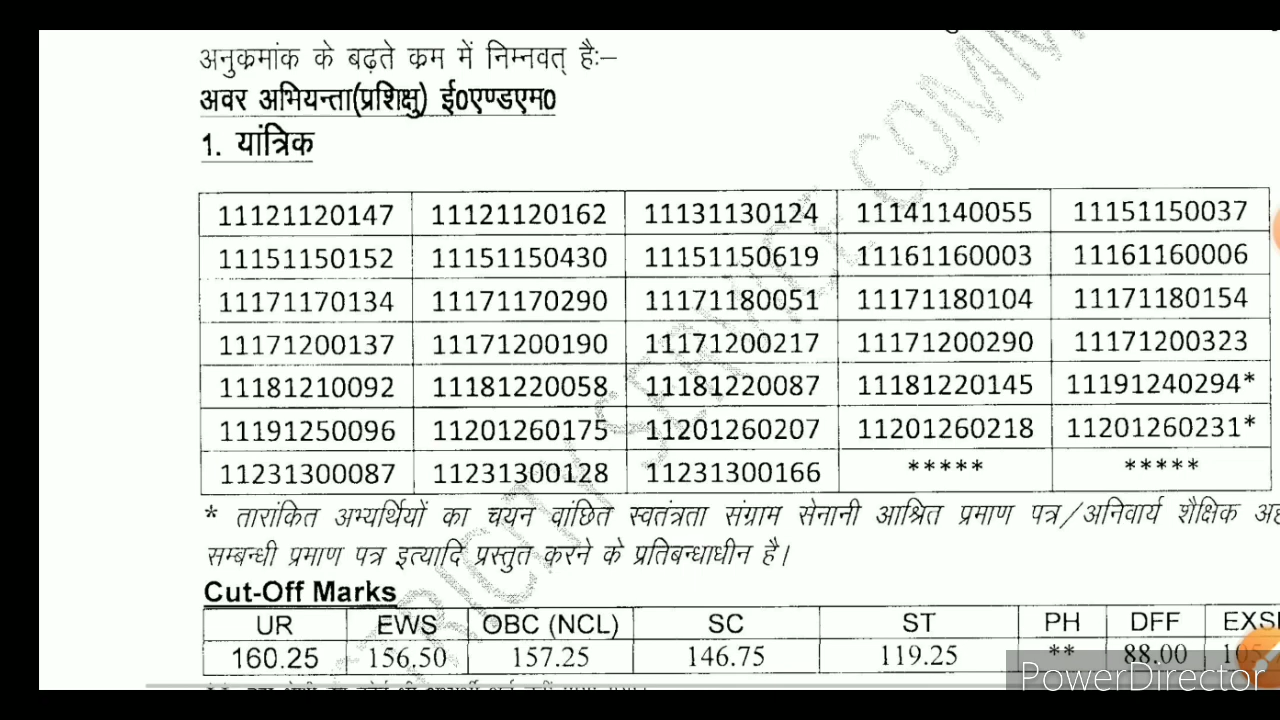 अनुकमांक के बढ़ते कम में निम्नवत् है:–
अवर अभियन्ता(प्रशिक्षु) ई0एण्डएम0
1. यांत्रिक
11121120147 11121120162 11131130124 11141140055 11151150037
11151150152 11151150430 11151150619 11161160003 11161160006
11171170134 11171170290 11171180051 11171180104 11171180154
11171200137 11171200190 11171200217 11171200290 11171200323
11181210092 11181220058 11181220087 11181220145 11191240294*
11191250096 11201260175 11201260207 11201260218 11201260231*
11231300087 11231300128 11231300166 ***** *****
* तारांकित अभ्यर्थियों का चयन वांछित स्वतंत्रता संग्राम सेनानी आश्रित प्रमाण पत्र/अनिवार्य शैक्षिक
सम्बन्धी प्रमाण पत्र इत्यादि प्रस्तुत करने के प्रतिबन्धाधीन है।
Cut-Off Marks
UR EWS OBC (NCL) SC ST PH DFF
160.25 156.50 157.25 146.75 119.25 ** 88.00
PowerDirector